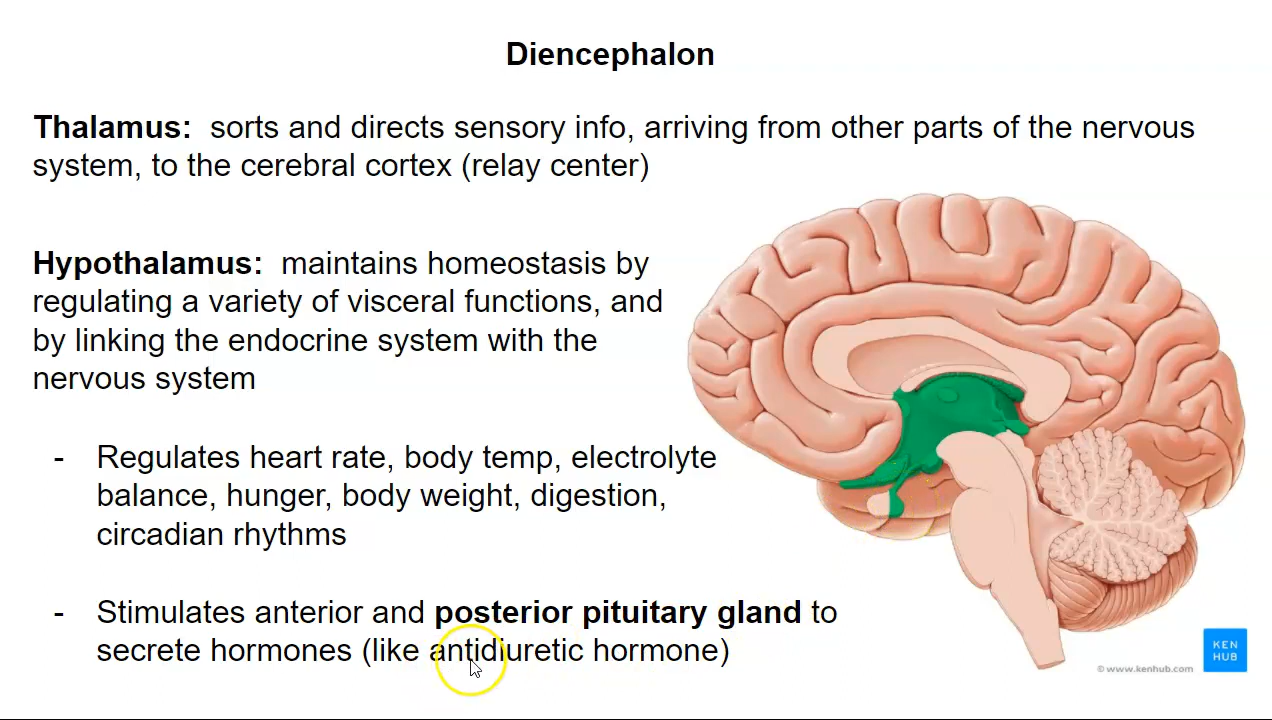 Diencephalon
Thalamus: sorts and directs sensory info, arriving from other parts of the nervous
system, to the cerebral cortex (relay center)
Hypothalamus: maintains homeostasis by
regulating a variety of visceral functions, and
by linking the endocrine system with the
nervous system
- Regulates heart rate, body temp, electrolyte
balance, hunger, body weight, digestion,
circadian rhythms
- Stimulates anterior and posterior pituitary gland to
secrete hormones (like antidiuretic hormone)
KEN
HUB
© www.kenhub.com